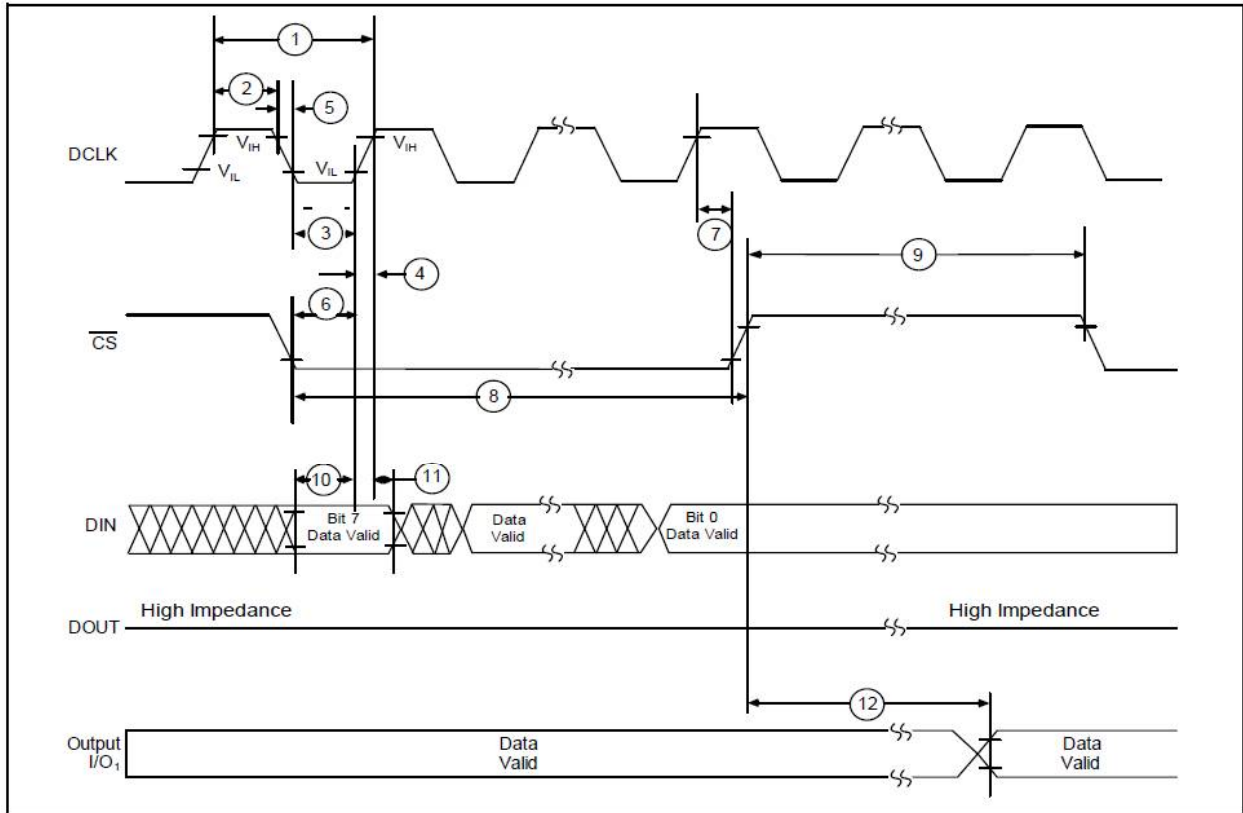 1
2
5
DCLK
VIH
VIL
VIL
VIH
3
7
4
9
6
CS
8
10
11
DIN
Bit 7
Data Valid
Data
Valid
Bit 0
Data Valid
High Impedance
High Impedance
DOUT
12
Output
I/O1
Data
Valid
Data
Valid